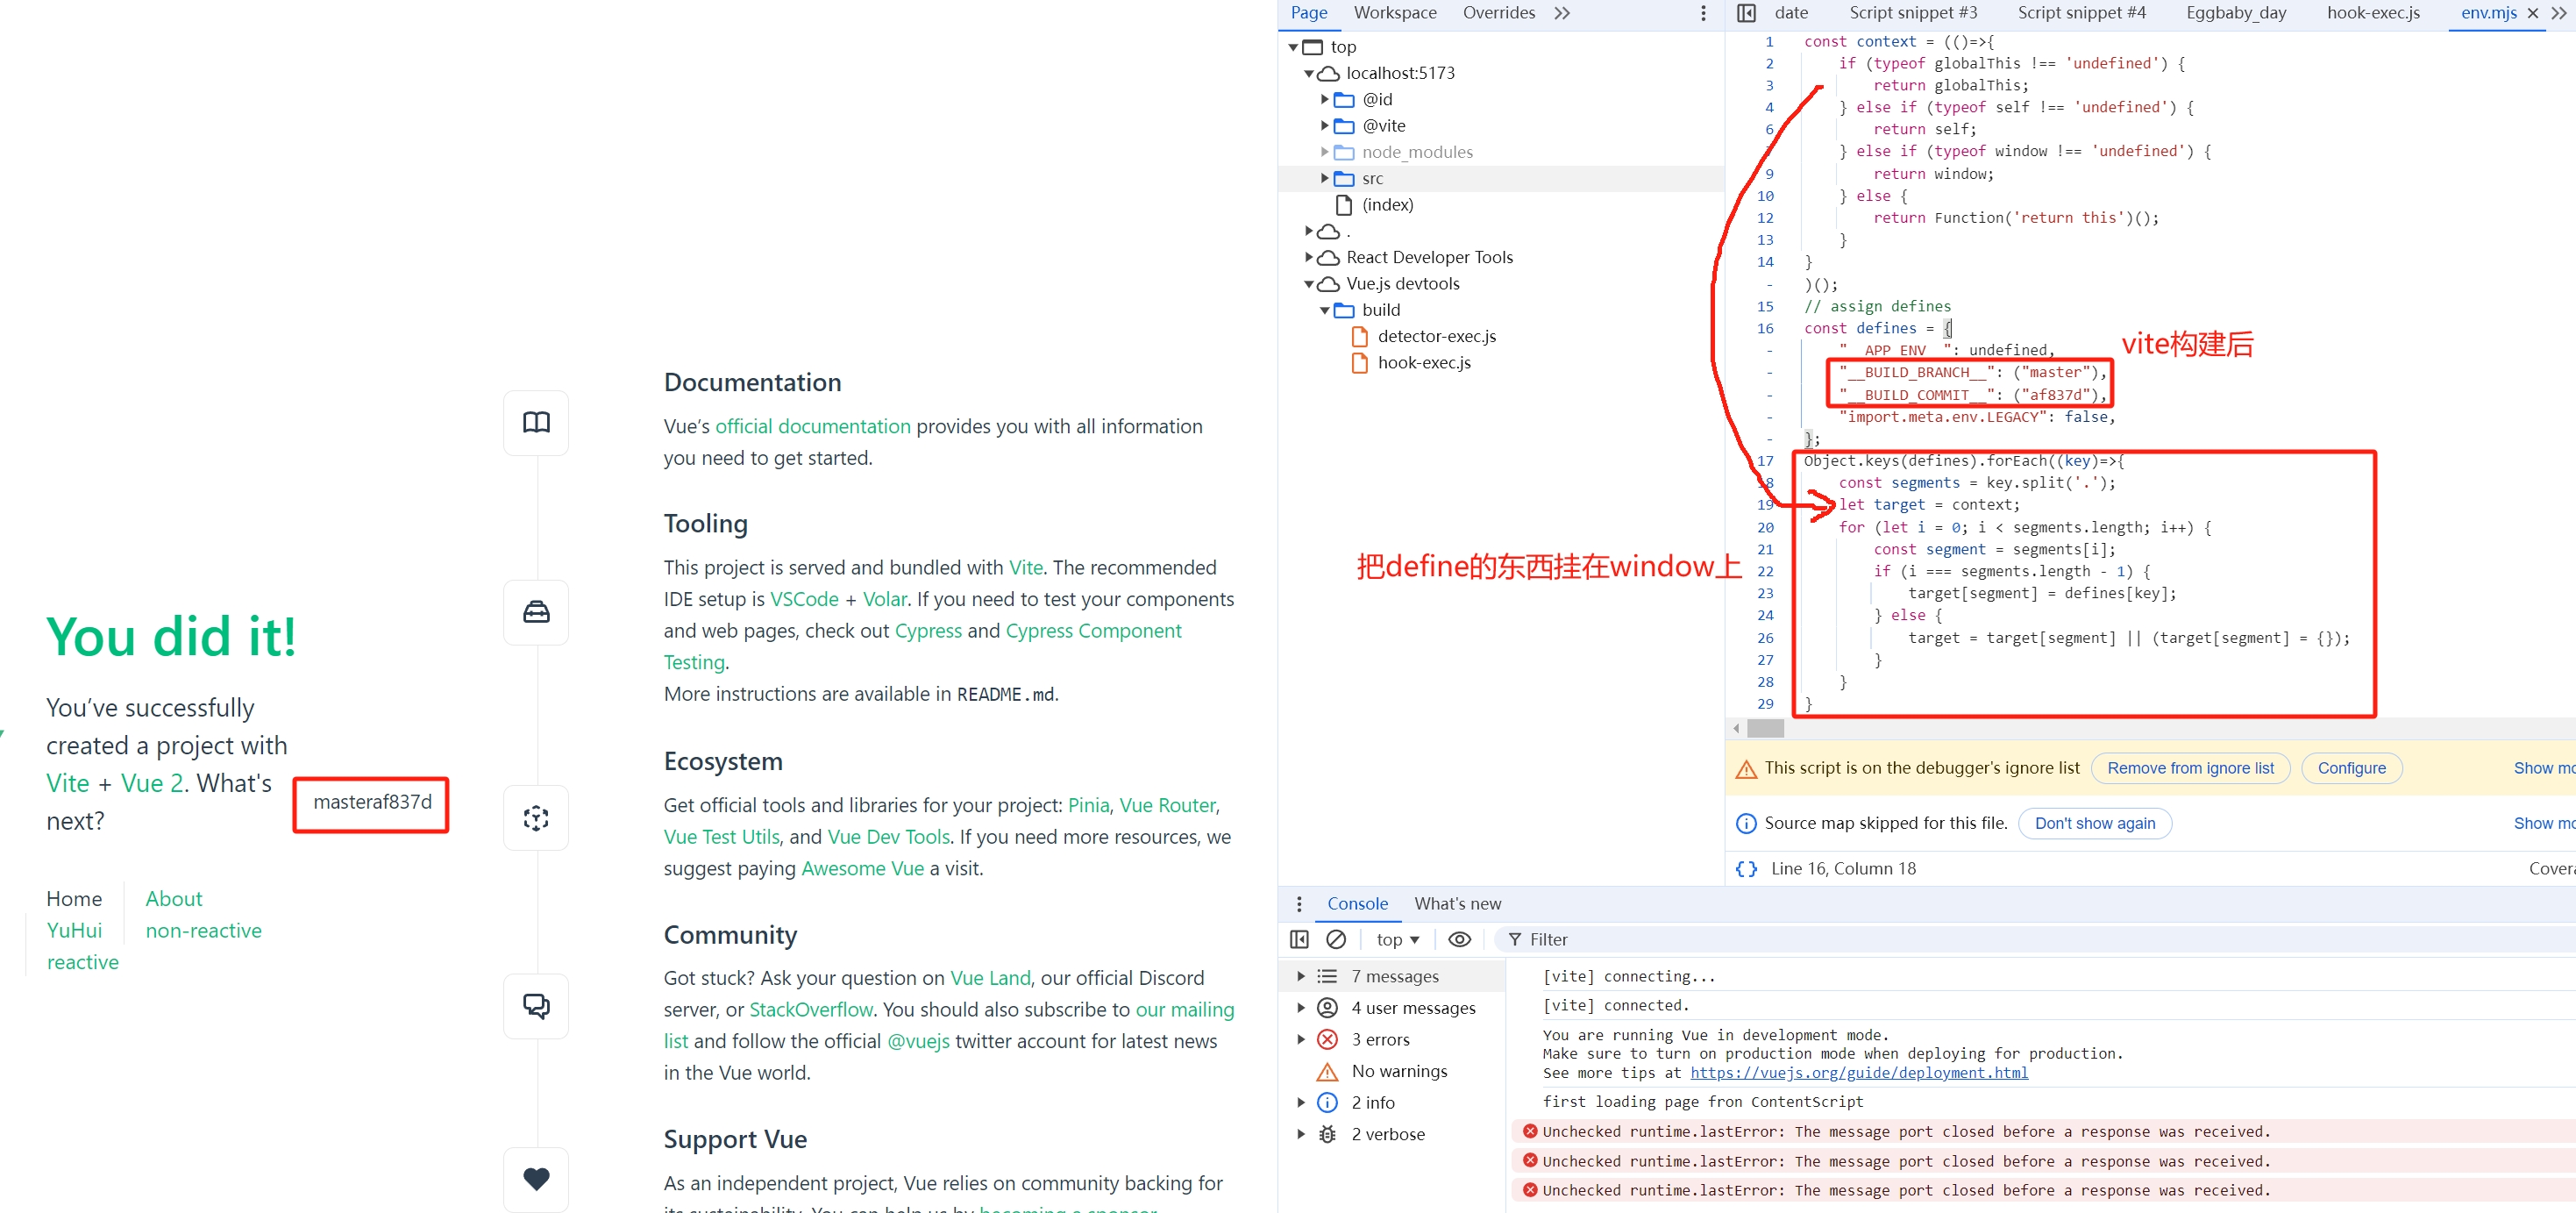 You did it!
You've successfully
created a project with
Vite + Vue 2. What's
next?
masteraf837d
Home
About
YuHui
non-reactive
reactive
Documentation
Vue's official documentation provides you with all information
you need to get started.
Tooling
This project is served and bundled with Vite. The recommended
IDE setup is VSCode + Volar. If you need to test your components
and web pages, check out Cypress and Cypress Component
Testing.
More instructions are available in README.md.
Ecosystem
Get official tools and libraries for your project: Pinia, Vue Router,
Vue Test Utils, and Vue Dev Tools. If you need more resources, we
suggest paying Awesome Vue a visit.
Community
Got stuck? Ask your question on Vue Land, our official Discord
server, or StackOverflow. You should also subscribe to our mailing
list and follow the official @vuejs twitter account for latest news
in the Vue world.
Support Vue
As an independent project, Vue relies on community backing for
Page Workspace Overrides
top
localhost:5173
@id
@vite
node_modules
src
(index)
.
React Developer Tools
Vue.js devtools
build
detector-exec.js
hook-exec.js
把define的东西挂在window上
date Script snippet #3 Script snippet #4 Eggbaby_day hook-exec.js env.mjs
1 const context = (()=>{
2 if (typeof globalThis !== 'undefined') {
3 return globalThis;
4 } else if (typeof self !== 'undefined') {
6 return self;
} else if (typeof window !== 'undefined') {
9 return window;
10 } else {
12 return Function('return this')();
13 }
14 }
- )();
15 // assign defines
16 const defines = {
- "__APP_ENV__": undefined,
- "__BUILD_BRANCH__": ("master"),
- "__BUILD_COMMIT__": ("af837d"),
- "import.meta.env.LEGACY": false,
- };
vite构建后
17 Object.keys(defines).forEach((key)=>{
18 const segments = key.split('.');
19 let target = context;
20 for (let i = 0; i < segments.length; i++) {
21 const segment = segments[i];
22 if (i === segments.length - 1) {
23 target[segment] = defines[key];
24 } else {
26 target = target[segment] || (target[segment] = {});
27 }
28 }
29 }
This script is on the debugger's ignore list Remove from ignore list Configure Show
Source map skipped for this file. Don't show again Show
{} Line 16, Column 18
Console What's new
top Filter
7 messages
4 user messages
3 errors
No warnings
2 info
2 verbose
[vite] connecting...
[vite] connected.
You are running Vue in development mode.
Make sure to turn on production mode when deploying for production.
See more tips at https://vuejs.org/guide/deployment.html
first loading page fron ContentScript
Unchecked runtime.lastError: The message port closed before a response was received.
Unchecked runtime.lastError: The message port closed before a response was received.
Unchecked runtime.lastError: The message port closed before a response was received.